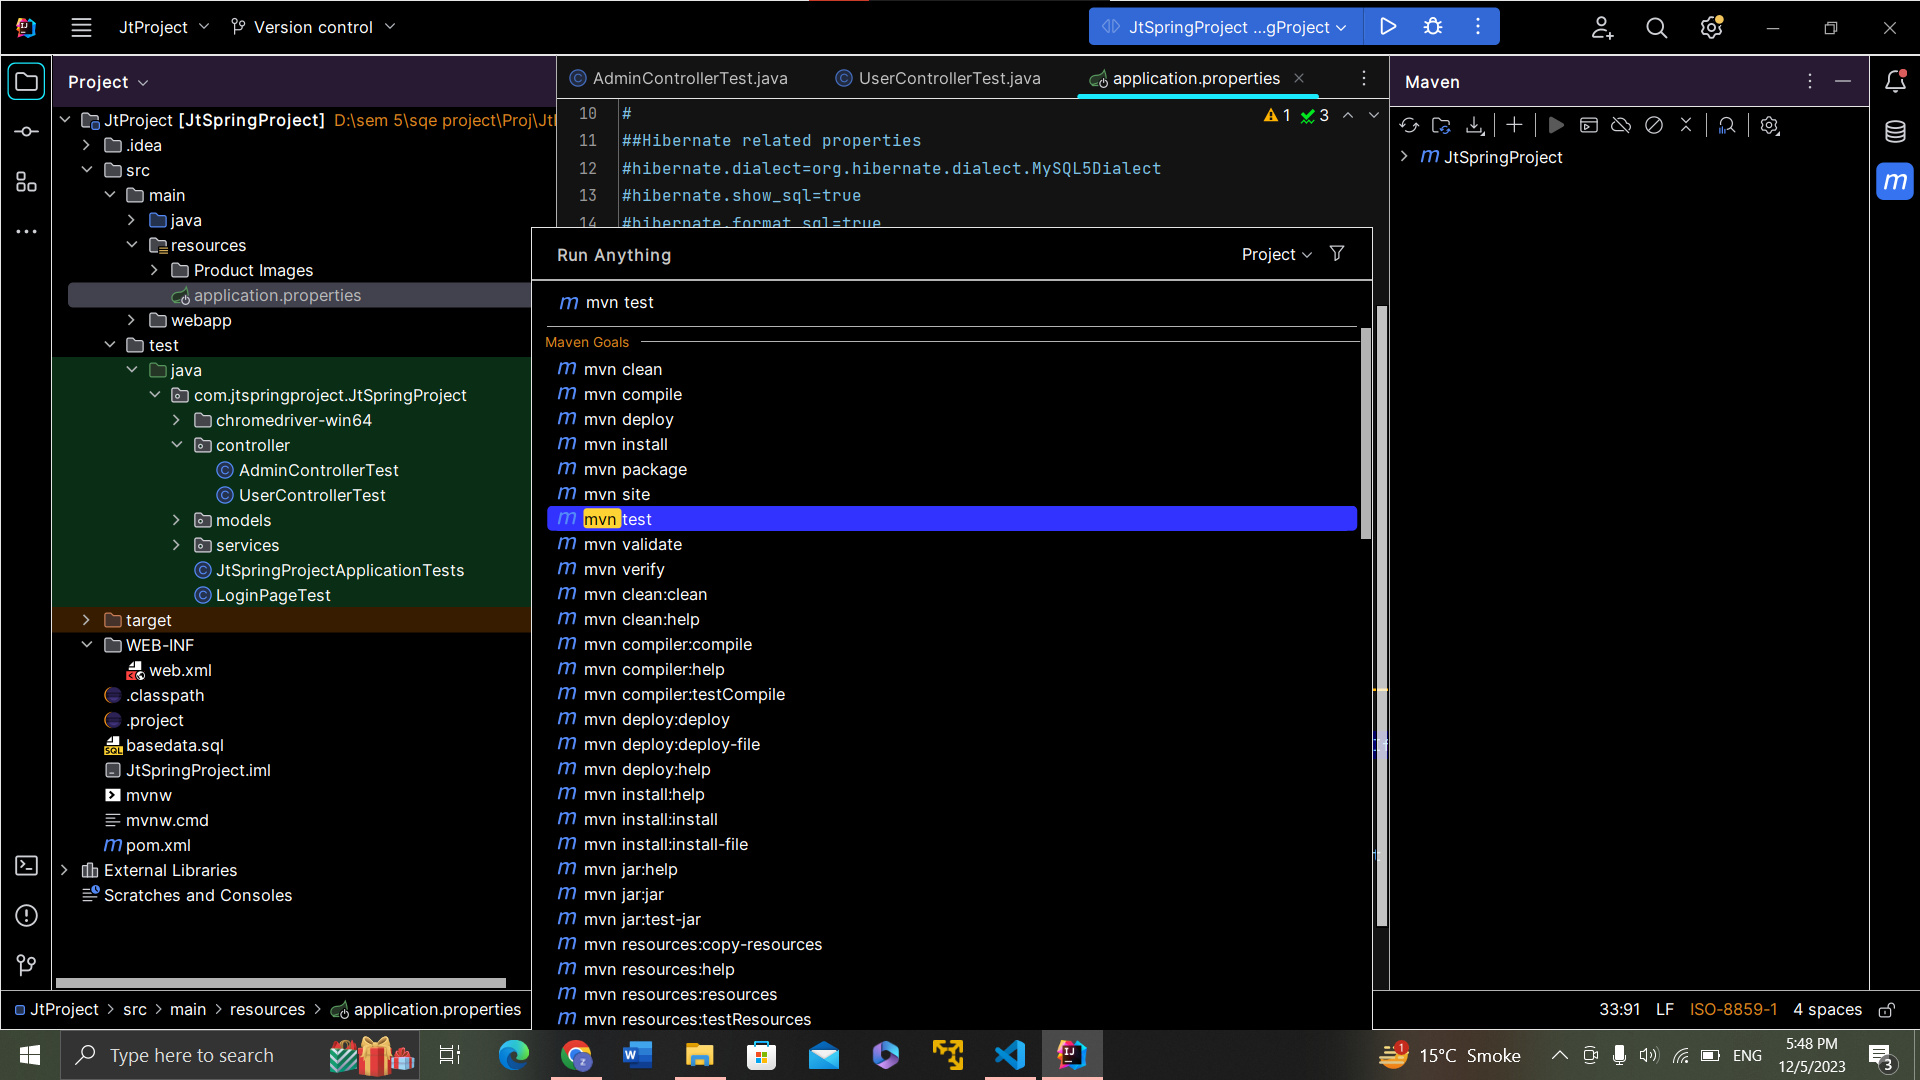 JtProject
Version control
JtSpringProject ...gProject
Project
AdminControllerTest.java
UserControllerTest.java
application.properties
Maven
JtProject [JtSpringProject] D:\sem 5\sqe project\Proj\Jt
.idea
src
main
java
resources
Product Images
application.properties
webapp
test
java
com.jtspringproject.JtSpringProject
chromedriver-win64
controller
AdminControllerTest
UserControllerTest
models
services
JtSpringProjectApplicationTests
LoginPageTest
target
WEB-INF
web.xml
.classpath
.project
basedata.sql
JtSpringProject.iml
mvnw
mvnw.cmd
pom.xml
External Libraries
Scratches and Consoles
10 #
11 ##Hibernate related properties
12 #hibernate.dialect=org.hibernate.dialect.MySQL5Dialect
13 #hibernate.show_sql=true
14 #hibernate.format_sql=true
1 3
JtSpringProject
Run Anything
Project
mvn test
Maven Goals
mvn clean
mvn compile
mvn deploy
mvn install
mvn package
mvn site
mvn test
mvn validate
mvn verify
mvn clean:clean
mvn clean:help
mvn compiler:compile
mvn compiler:help
mvn compiler:testCompile
mvn deploy:deploy
mvn deploy:deploy-file
mvn deploy:help
mvn install:help
mvn install:install
mvn install:install-file
mvn jar:help
mvn jar:jar
mvn jar:test-jar
mvn resources:copy-resources
mvn resources:help
mvn resources:resources
mvn resources:testResources
JtProject > src > main > resources > application.properties
33:91 LF ISO-8859-1 4 spaces
Type here to search
1
15°C Smoke
ENG
5:48 PM
12/5/2023
3